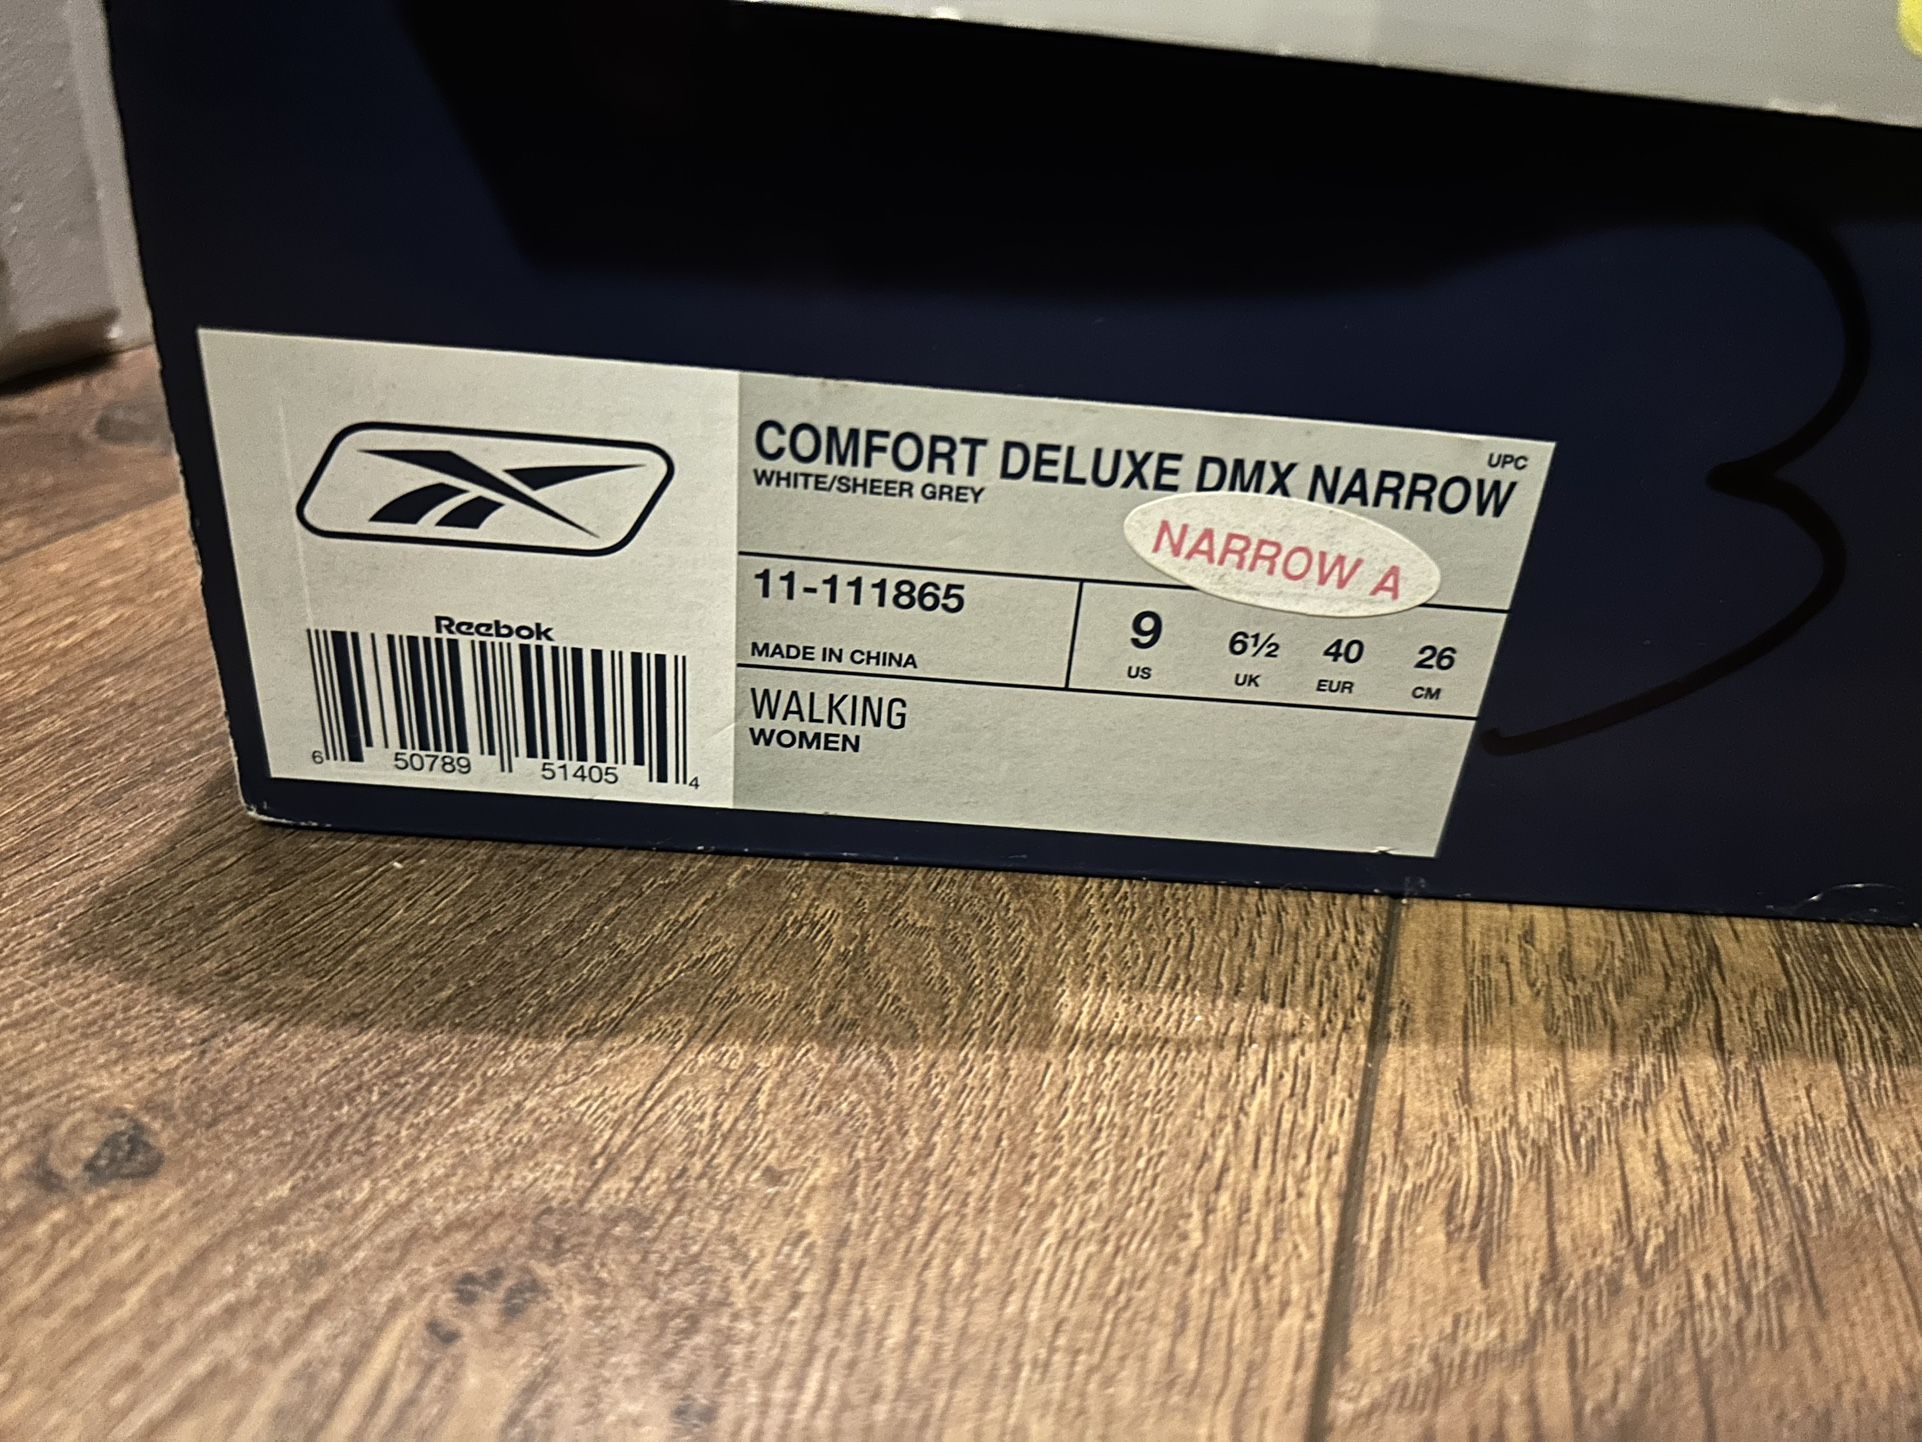 COMFORT DELUXE DMX NARROW
UPC
WHITE/SHEER GREY
NARROW A
11-111865
MADE IN CHINA
9 6½ 40 26
US UK EUR CM
WALKING
WOMEN
Reebok
6 50789 51405 4
3